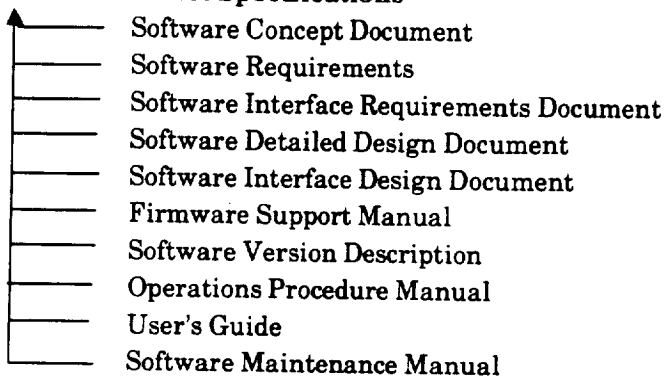 Specifications
Software Concept Document
Software Requirements
Software Interface Requirements Document
Software Detailed Design Document
Software Interface Design Document
Firmware Support Manual
Software Version Description
Operations Procedure Manual
User's Guide
Software Maintenance Manual